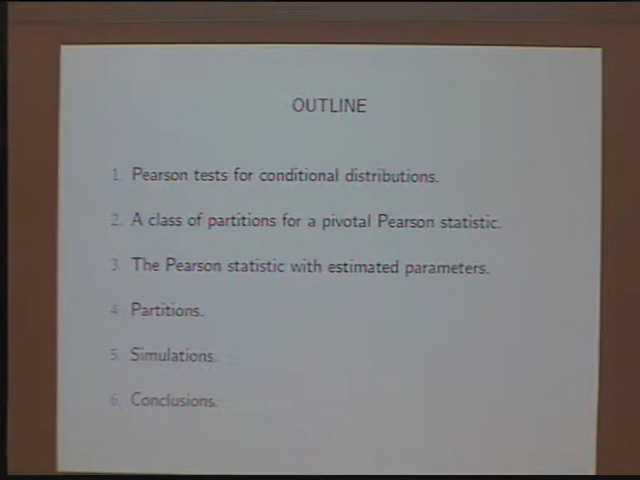 OUTLINE
1. Pearson tests for conditional distributions.
2. A class of partitions for a pivotal Pearson statistic.
3. The Pearson statistic with estimated parameters.
4. Partitions.
5. Simulations.
6. Conclusions.